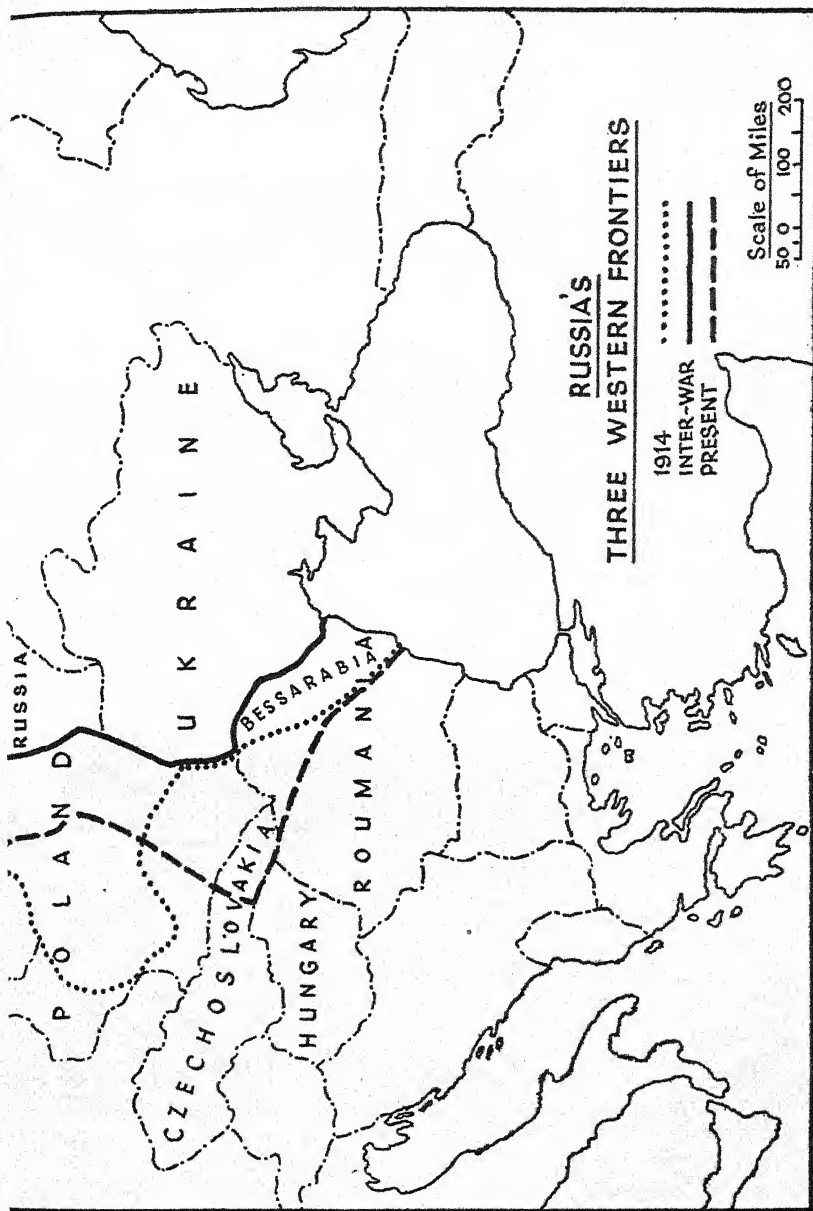 RUSSIA
POLAND
UKRAINE
CZECHOSLOVAKIA
BESSARABIA
HUNGARY
ROUMANIA
RUSSIA'S
THREE WESTERN FRONTIERS
1914
INTER-WAR
PRESENT
Scale of Miles
50 0 100 200